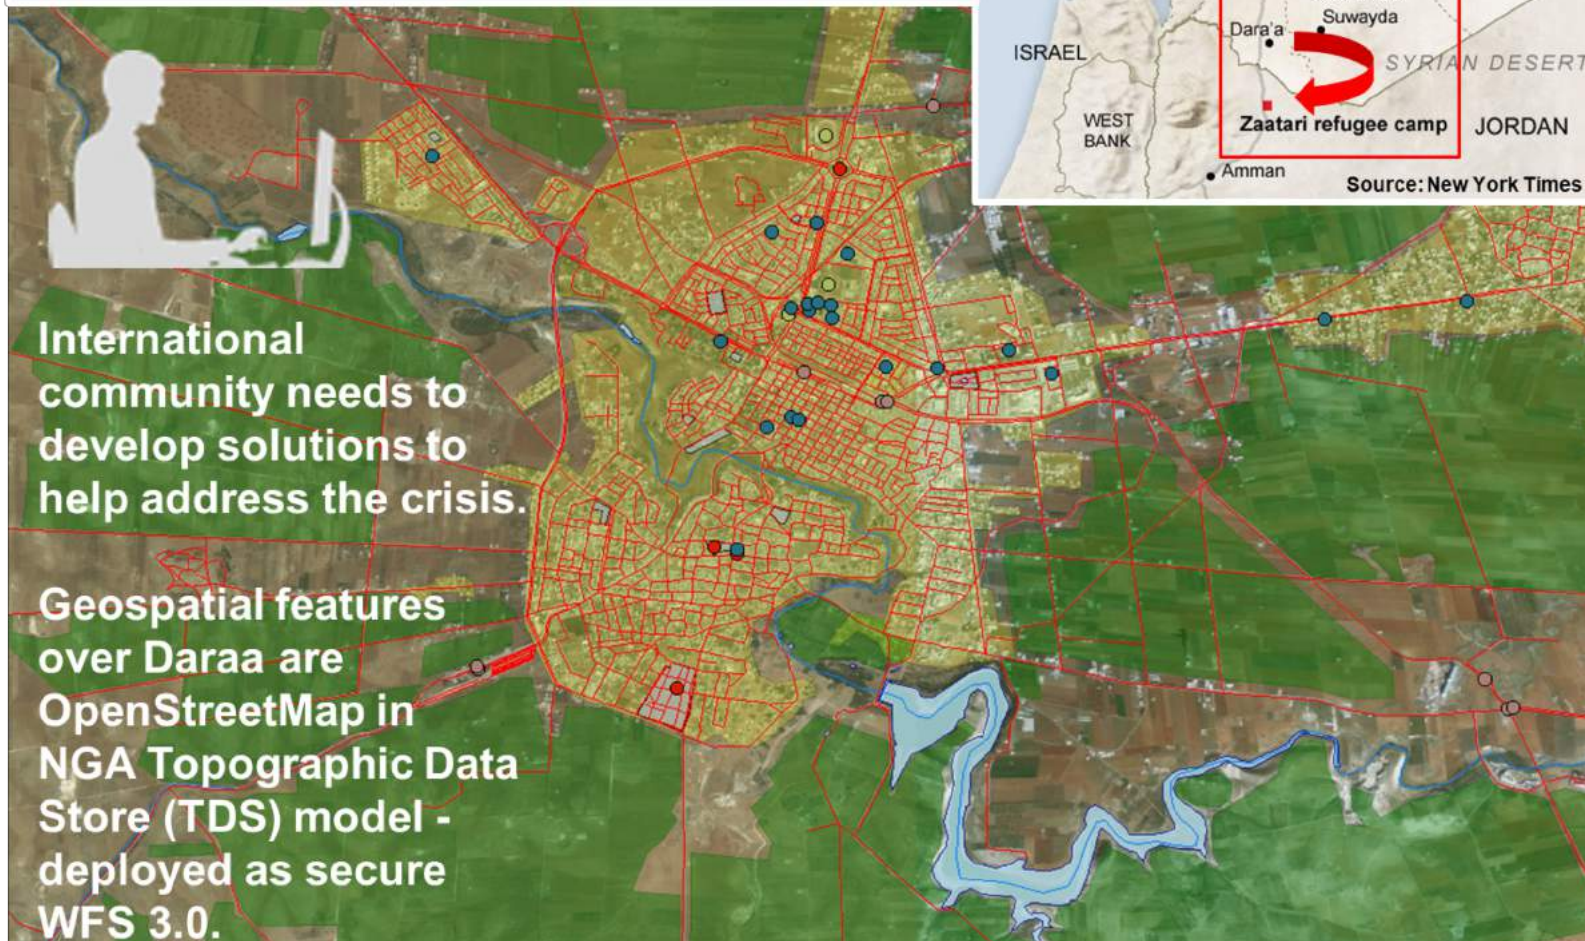 International
community needs to
develop solutions to
help address the crisis.
Geospatial features
over Daraa are
OpenStreetMap in
NGA Topographic Data
Store (TDS) model -
deployed as secure
WFS 3.0.
Suwayda
Dara'a
ISRAEL
SYRIAN DESERT
WEST
BANK
Zaatari refugee camp
JORDAN
Amman
Source: New York Times